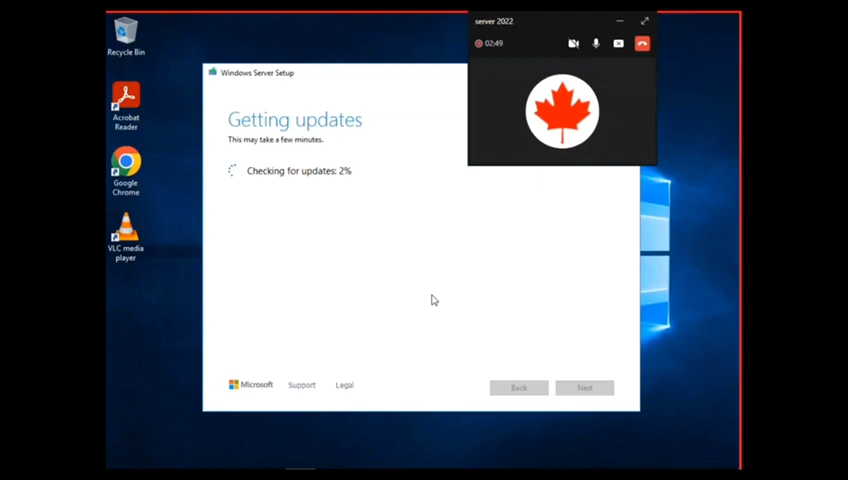 Recycle Bin
Acrobat
Reader
Google
Chrome
VLC media
player
Windows Server Setup
Getting updates
This may take a few minutes.
Checking for updates: 2%
Microsoft
Support
Legal
Back
Next
server 2022
02:49